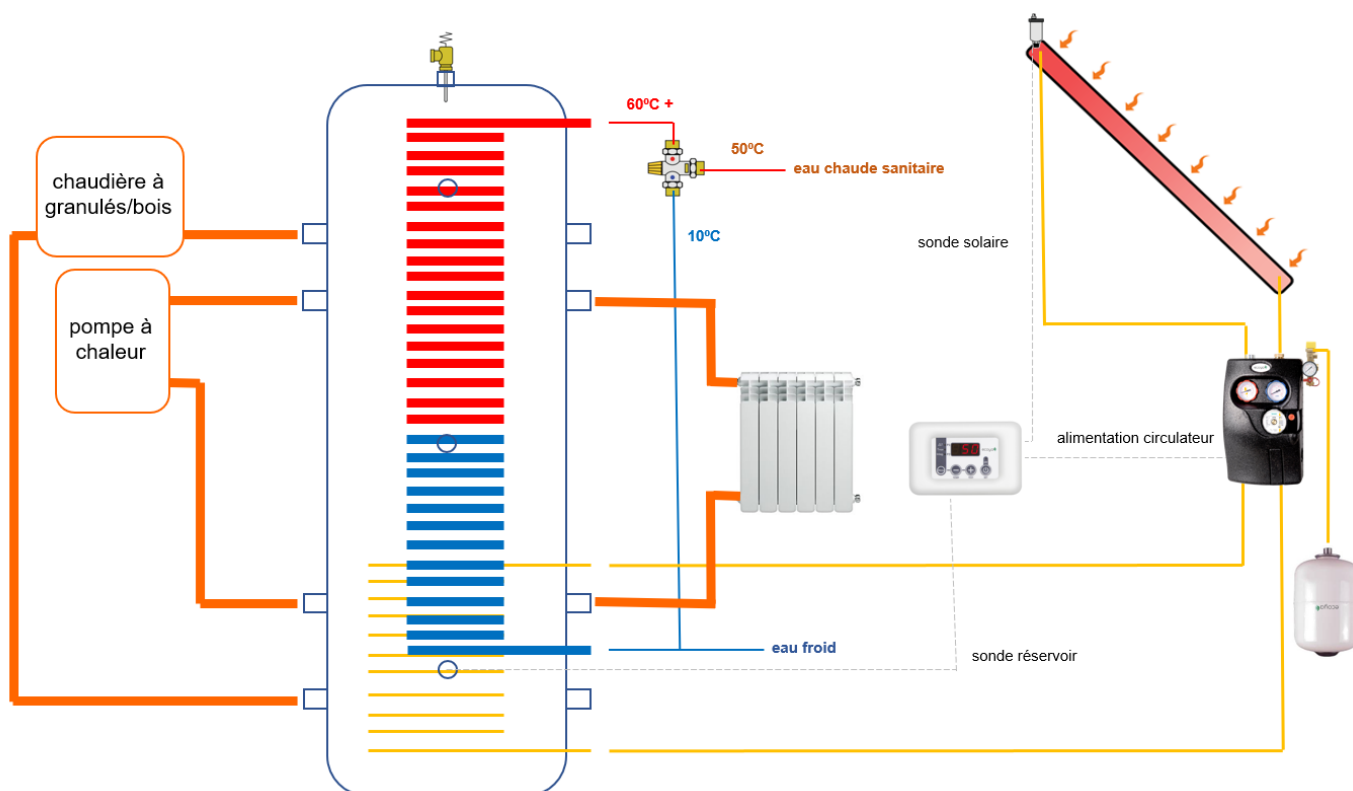 60ºC +
50ºC
eau chaude sanitaire
chaudière à
granulés/bois
10ºC
sonde solaire
pompe à
chaleur
alimentation circulateur
50
eau froid
sonde réservoir